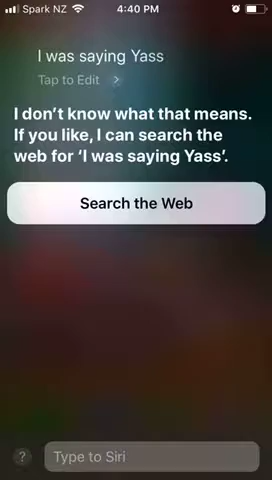 Spark NZ 4:40 PM
I was saying Yass
Tap to Edit >
I don't know what that means.
If you like, I can search the
web for 'I was saying Yass'.
Search the Web
? Type to Siri